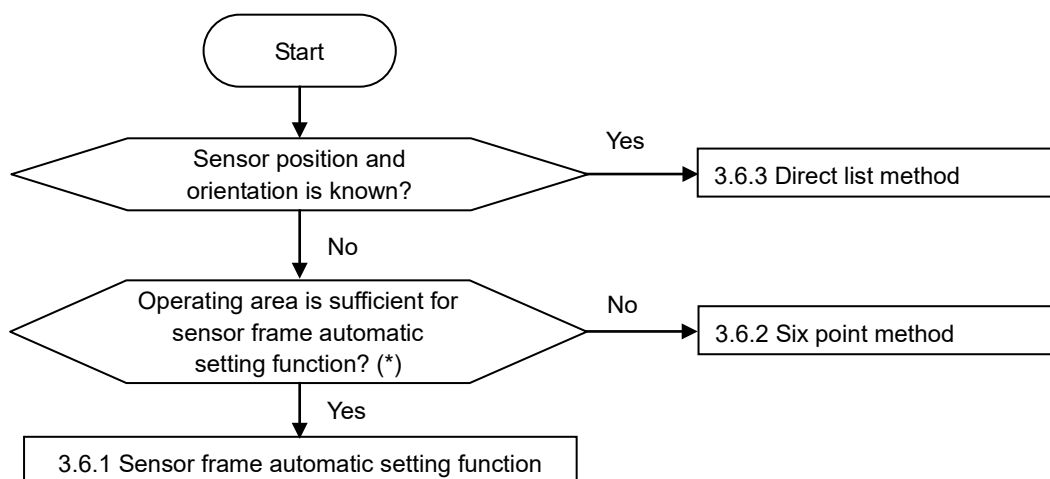 Start
Sensor position and
orientation is known?
Yes
3.6.3 Direct list method
No
Operating area is sufficient for
sensor frame automatic
setting function? (*)
No
3.6.2 Six point method
Yes
3.6.1 Sensor frame automatic setting function